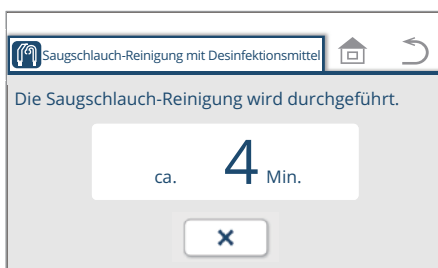 Saugschlauch-Reinigung mit Desinfektionsmittel
Die Saugschlauch-Reinigung wird durchgeführt.
ca. 4 Min.